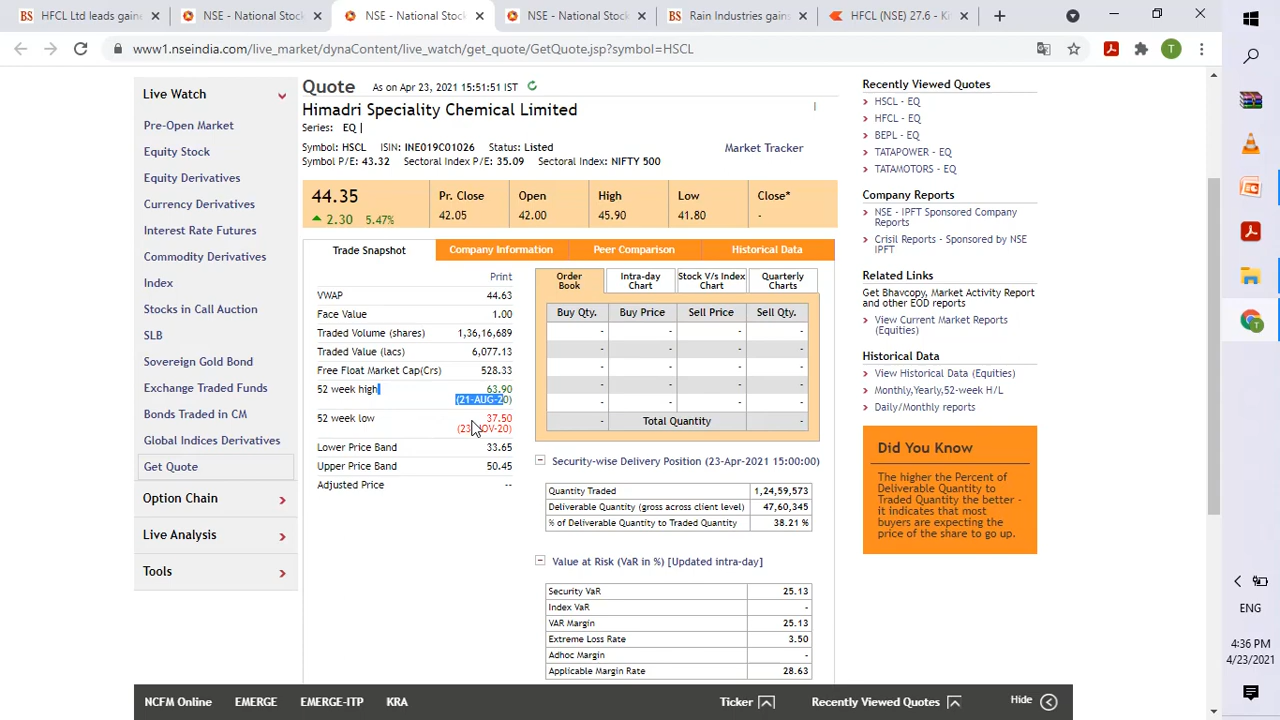 HFCL Ltd leads gaine
NSE - National Stock
NSE - National Stock
NSE - National Stock
Rain Industries gains
HFCL (NSE) 27.6 - Ki
www1.nseindia.com/live_market/dynaContent/live_watch/get_quote/GetQuote.jsp?symbol=HSCL
Live Watch
Pre-Open Market
Equity Stock
Equity Derivatives
Currency Derivatives
Interest Rate Futures
Commodity Derivatives
Index
Stocks in Call Auction
SLB
Sovereign Gold Bond
Exchange Traded Funds
Bonds Traded in CM
Global Indices Derivatives
Get Quote
Option Chain
Live Analysis
Tools
Quote As on Apr 23, 2021 15:51:51 IST
Himadri Speciality Chemical Limited
Series: EQ |
Symbol: HSCL ISIN: INE019C01026 Status: Listed
Symbol P/E: 43.32 Sectoral Index P/E: 35.09 Sectoral Index: NIFTY 500
Market Tracker
44.35 Pr. Close Open High Low Close*
2.30 5.47% 42.05 42.00 45.90 41.80 -
Trade Snapshot Company Information Peer Comparison Historical Data
Print
VWAP 44.63
Face Value 1.00
Traded Volume (shares) 1,36,16,689
Traded Value (lacs) 6,077.13
Free Float Market Cap(Crs) 528.33
52 week high 63.90
(21-AUG-20)
52 week low 37.50
Lower Price Band 33.65
Upper Price Band 50.45
Adjusted Price --
Order Book
Intra-day Chart
Stock V/s Index Chart
Quarterly Charts
Buy Qty. Buy Price Sell Price Sell Qty.
- - - -
- - - -
- - - -
- - - -
- - - -
- Total Quantity -
Security-wise Delivery Position (23-Apr-2021 15:00:00)
Quantity Traded 1,24,59,573
Deliverable Quantity (gross across client level) 47,60,345
% of Deliverable Quantity to Traded Quantity 38.21 %
Value at Risk (VaR in %) [Updated intra-day]
Security VaR 25.13
Index VaR -
VAR Margin 25.13
Extreme Loss Rate 3.50
Adhoc Margin -
Applicable Margin Rate 28.63
Recently Viewed Quotes
HSCL - EQ
HFCL - EQ
BEPL - EQ
TATAPOWER - EQ
TATAMOTORS - EQ
Company Reports
NSE - IPFT Sponsored Company
Reports
Crisil Reports - Sponsored by NSE
IPFT
Related Links
Get Bhavcopy, Market Activity Report
and other EOD reports
View Current Market Reports
(Equities)
Historical Data
View Historical Data (Equities)
Monthly,Yearly,52-week H/L
Daily/Monthly reports
Did You Know
The higher the Percent of
Deliverable Quantity to
Traded Quantity the better -
it indicates that most
buyers are expecting the
price of the share to go up.
NCFM Online EMERGE EMERGE-ITP KRA Ticker Recently Viewed Quotes Hide
T
ENG
4:36 PM
4/23/2021